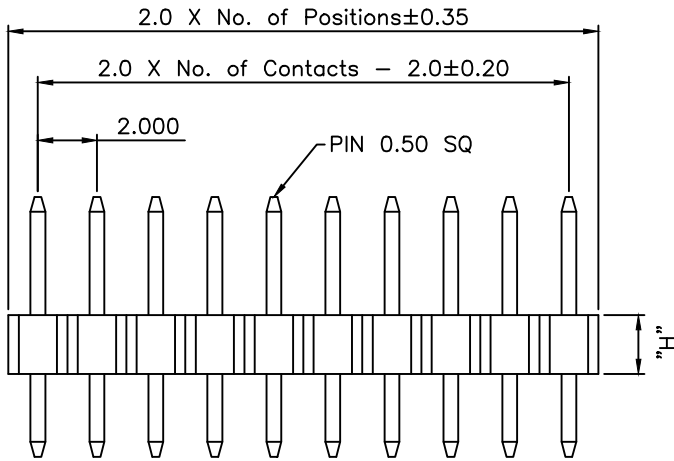 2.0 X No. of Positions±0.35
2.0 X No. of Contacts - 2.0±0.20
2.000
PIN 0.50 SQ
"H"